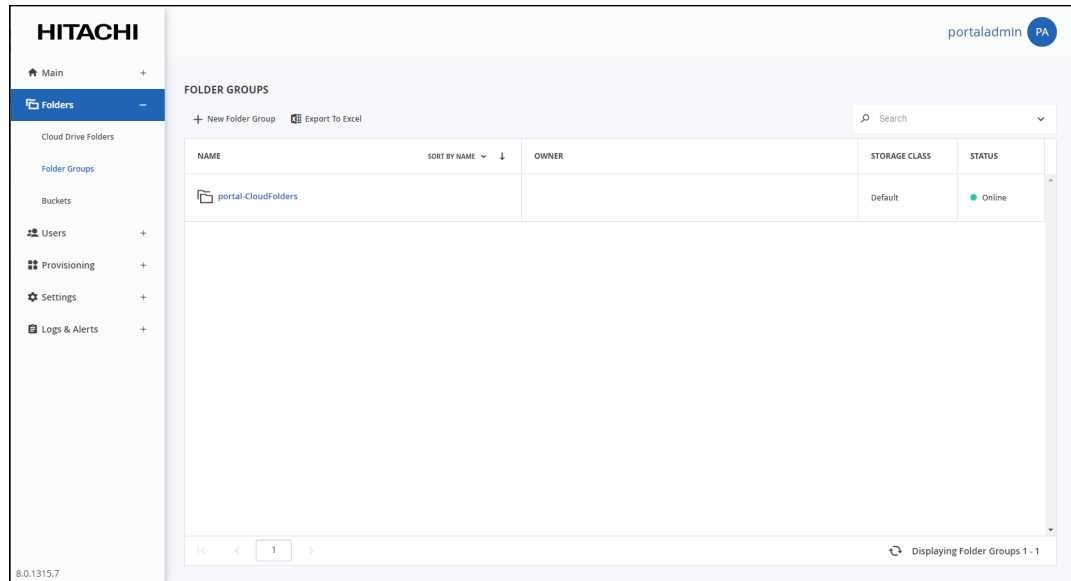 HITACHI
portaladmin PA
Main +
Folders −
Cloud Drive Folders
Folder Groups
Buckets
Users +
Provisioning +
Settings +
Logs & Alerts +
8.0.1315.7
FOLDER GROUPS
+ New Folder Group Export To Excel
Search
NAME SORT BY NAME ↓ OWNER STORAGE CLASS STATUS
portal-CloudFolders Default Online
1 Displaying Folder Groups 1 - 1